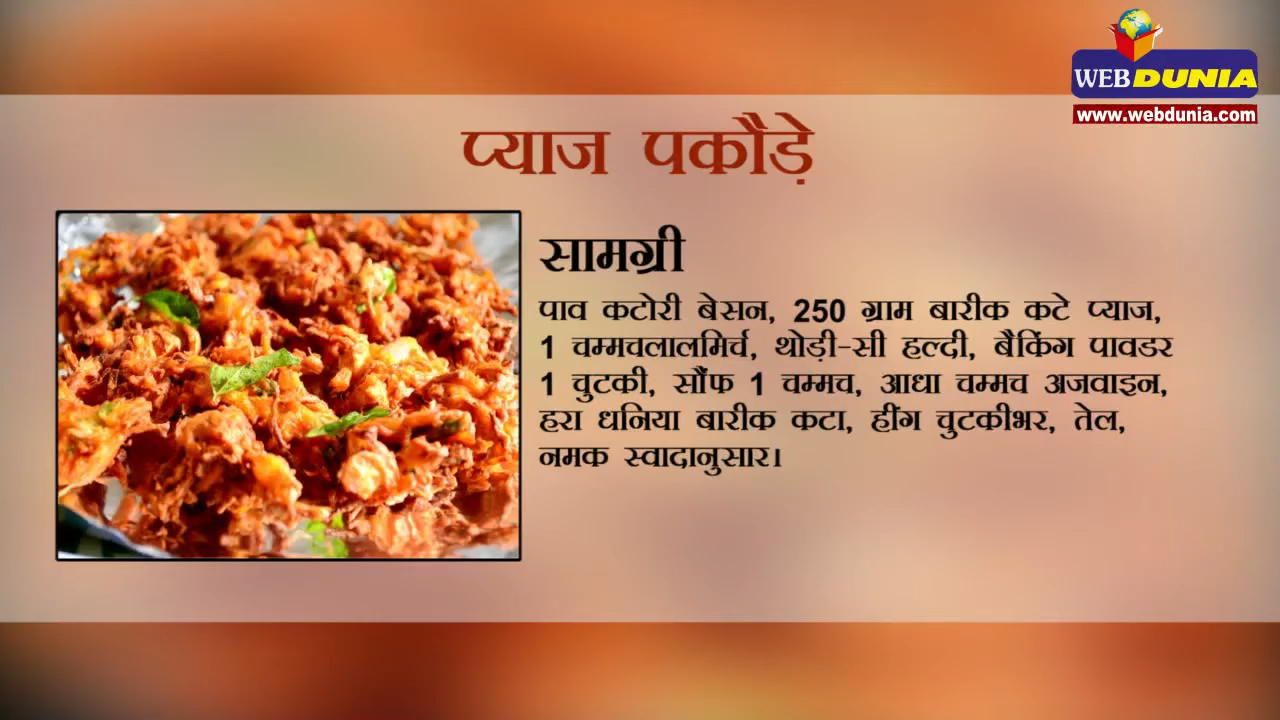 WEBDUNIA
www.webdunia.com
प्याज पकौड़े
सामग्री
पाव कटोरी बेसन, 250 ग्राम बारीक कटे प्याज,
1 चम्मचलालमिर्च, थोड़ी-सी हल्दी, बैकिंग पावडर
1 चुटकी, सौंफ 1 चम्मच, आधा चम्मच अजवाइन,
हरा धनिया बारीक कटा, हींग चुटकीभर, तेल,
नमक स्वादानुसार।